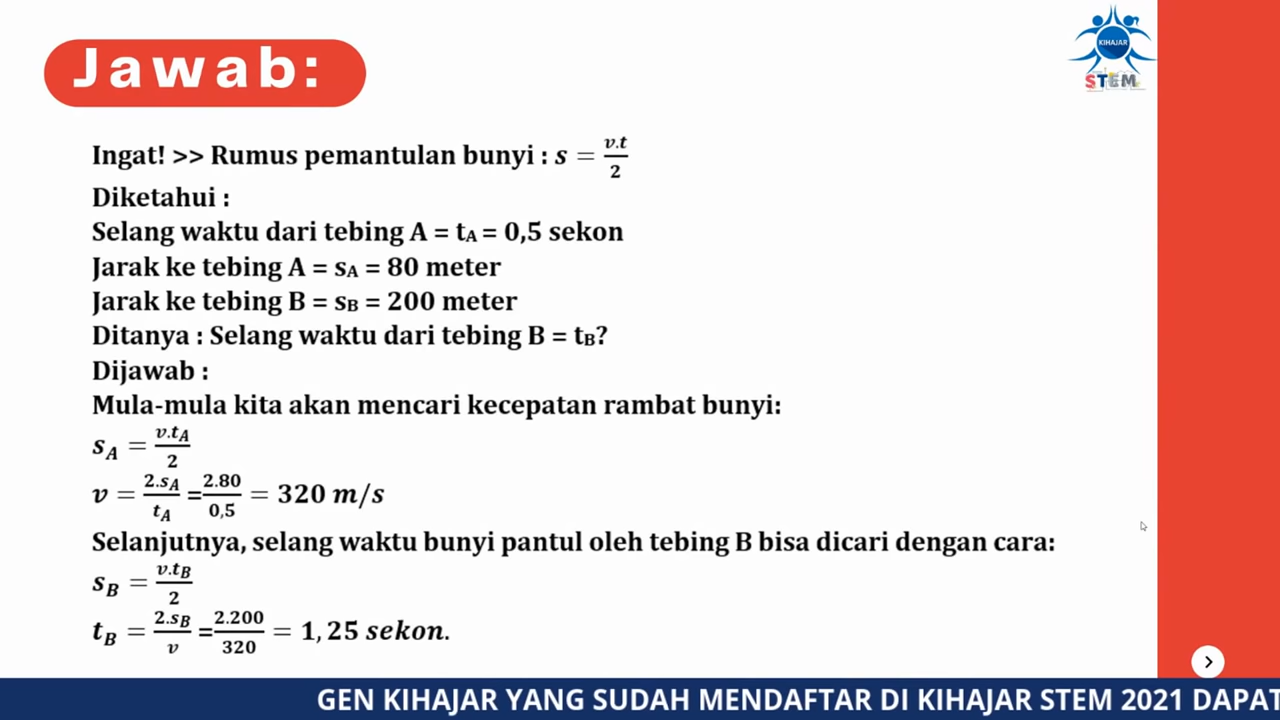 Jawab:
KIHAJAR
STEM
Ingat! >> Rumus pemantulan bunyi : s = v.t/2
Diketahui :
Selang waktu dari tebing A = tA = 0,5 sekon
Jarak ke tebing A = sA = 80 meter
Jarak ke tebing B = sB = 200 meter
Ditanya : Selang waktu dari tebing B = tB?
Dijawab :
Mula-mula kita akan mencari kecepatan rambat bunyi:
sA = v.tA/2
v = 2.sA/tA =2.80/0,5 = 320 m/s
Selanjutnya, selang waktu bunyi pantul oleh tebing B bisa dicari dengan cara:
sB = v.tB/2
tB = 2.sB/v =2.200/320 = 1,25 sekon.
GEN KIHAJAR YANG SUDAH MENDAFTAR DI KIHAJAR STEM 2021 DAPAT